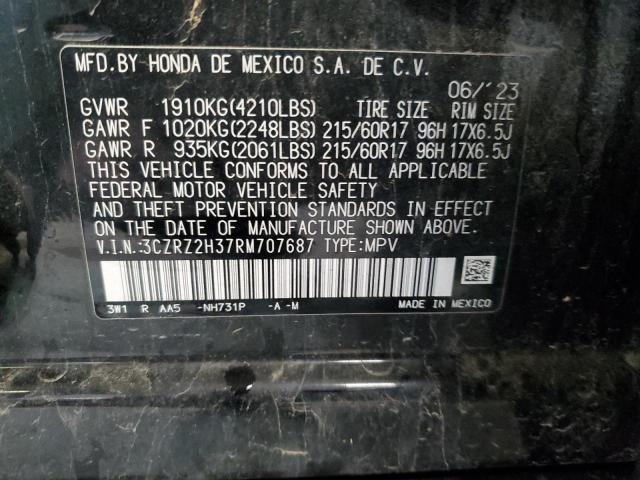 MFD.BY HONDA DE MEXICO S.A. DE C.V.
06/'23
GVWR 1910KG(4210LBS) TIRE SIZE RIM SIZE
GAWR F 1020KG(2248LBS) 215/60R17 96H 17X6.5J
GAWR R 935KG(2061LBS) 215/60R17 96H 17X6.5J
THIS VEHICLE CONFORMS TO ALL APPLICABLE
FEDERAL MOTOR VEHICLE SAFETY
AND THEFT PREVENTION STANDARDS IN EFFECT
ON THE DATE OF MANUFACTURE SHOWN ABOVE.
V.I.N.:3CZRZ2H37RM707687 TYPE:MPV
3W1 R AA5 -NH731P -A -M MADE IN MEXICO